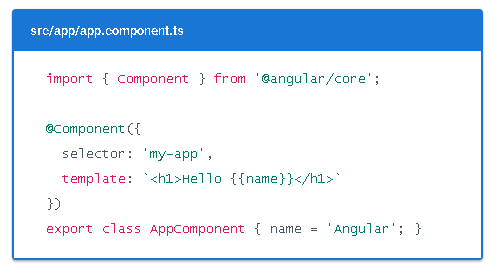 src/app/app.component.ts
import { Component } from '@angular/core';
@Component({
selector: 'my-app',
template: `<h1>Hello {{name}}</h1>`
})
export class AppComponent { name = 'Angular'; }